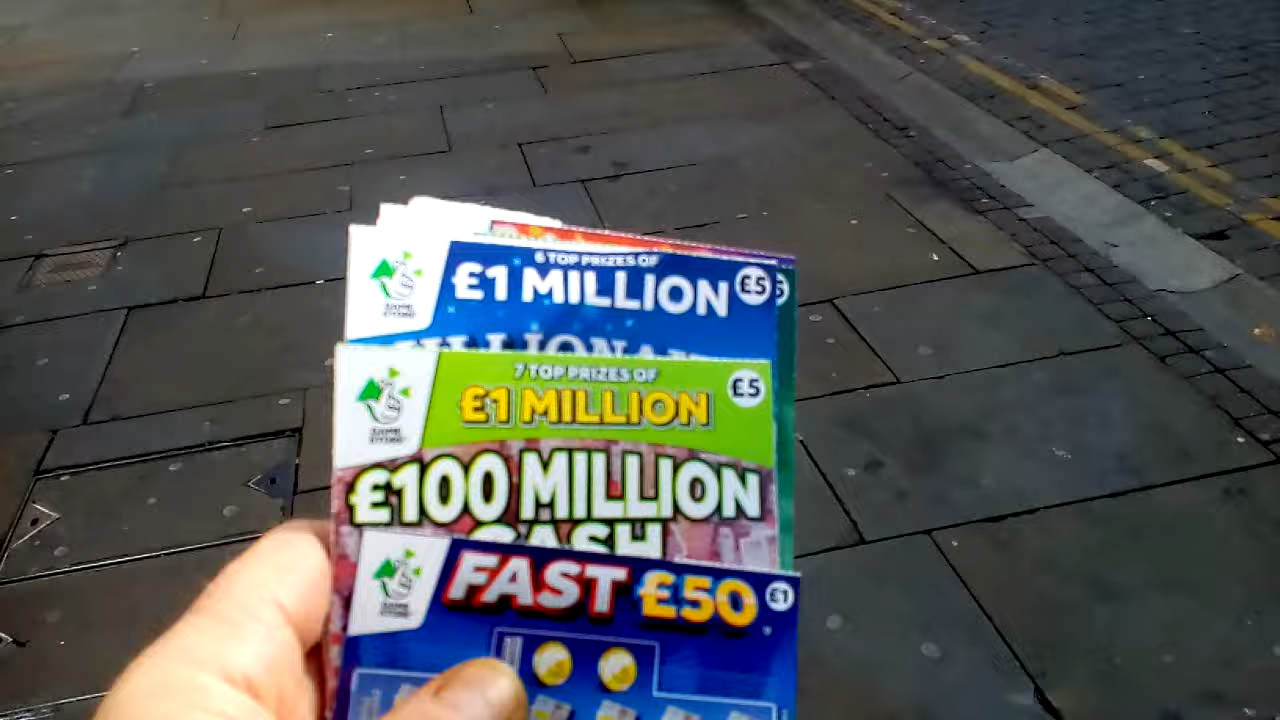 6 TOP PRIZES OF
£1 MILLION
£5
7 TOP PRIZES OF
£1 MILLION
£5
£100 MILLION
CASH
FAST £50
£1